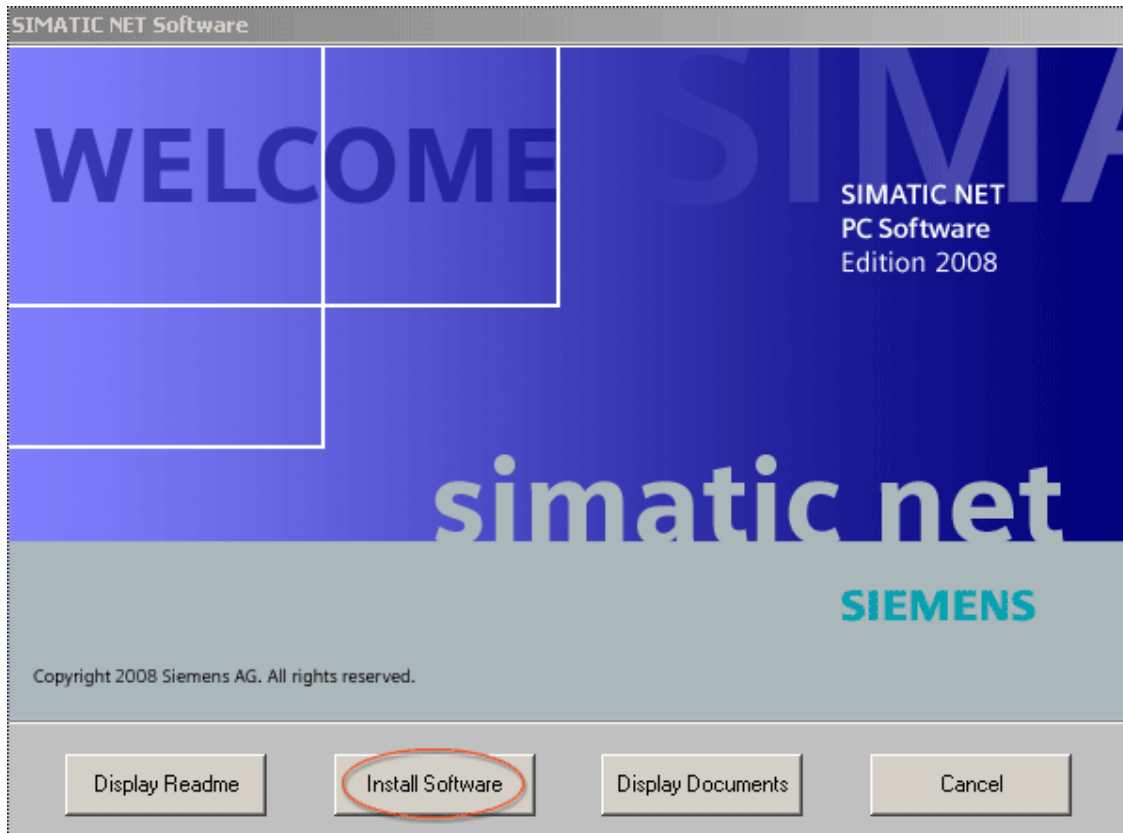 SIMATIC NET Software
WELCOME
SIMA
SIMATIC NET
PC Software
Edition 2008
simatic net
SIEMENS
Copyright 2008 Siemens AG. All rights reserved.
Display Readme
Install Software
Display Documents
Cancel